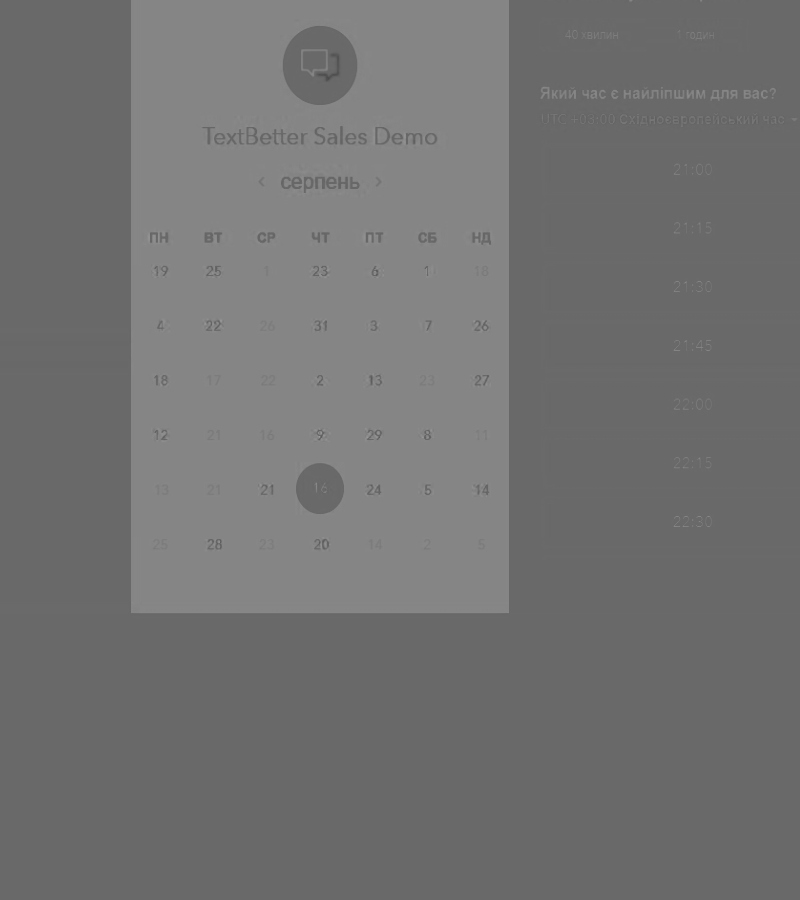 40 хвилин 1 годин
TextBetter Sales Demo
‹ серпень ›
ПН ВТ СР ЧТ ПТ СБ НД
19 25 1 23 6 1 18
4 22 26 31 3 7 26
18 17 22 2 13 23 27
12 21 16 9 29 8 11
13 21 21 16 24 5 14
25 28 23 20 14 2 5
Який час є найліпшим для вас?
UTC +03:00 Східноєвропейський час
21:00
21:15
21:30
21:45
22:00
22:15
22:30